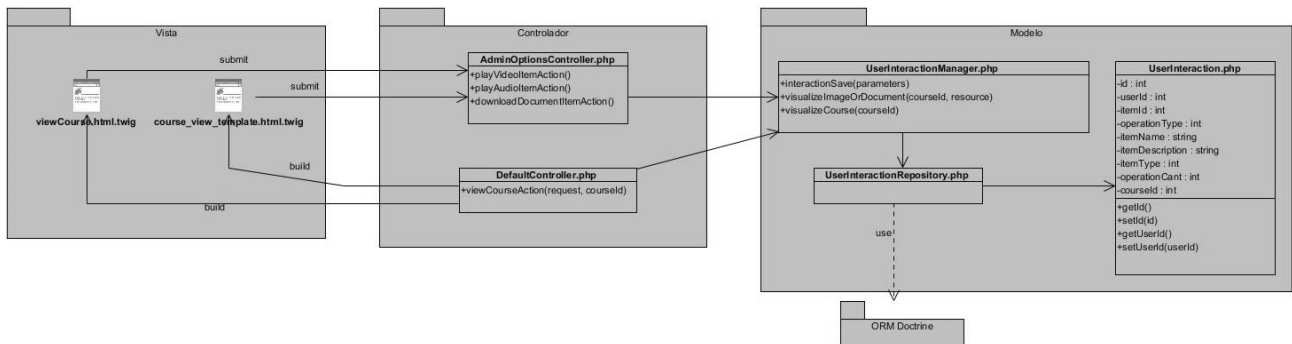 Vista
submit
submit
viewCourse.html.twig
course_view_template.html.twig
build
build
Controlador
AdminOptionsController.php
+playVideoItemAction()
+playAudioItemAction()
+downloadDocumentItemAction()
DefaultController.php
+viewCourseAction(request, courseId)
Modelo
UserInteractionManager.php
+interactionSave(parameters)
+visualizeImageOrDocument(courseId, resource)
+visualizeCourse(courseId)
UserInteractionRepository.php
use
UserInteraction.php
-id : int
-userId : int
-itemId : int
-operationType : int
-itemName : string
-itemDescription : string
-itemType : int
-operationCant : int
-courseId : int
+getId()
+setId(id)
+getUserId()
+setUserId(userId)
ORM Doctrine